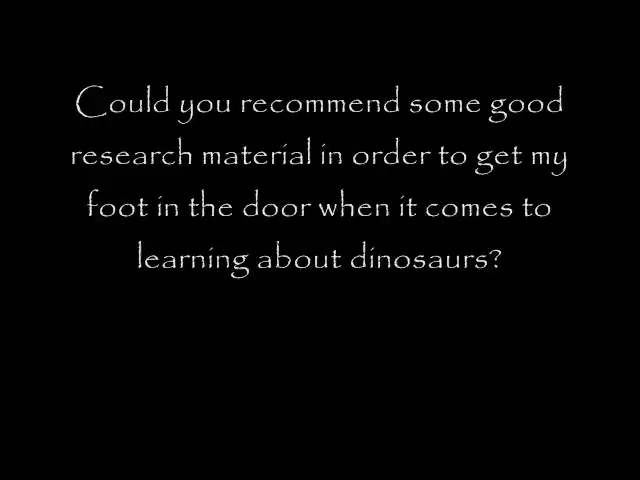 Could you recommend some good
research material in order to get my
foot in the door when it comes to
learning about dinosaurs?